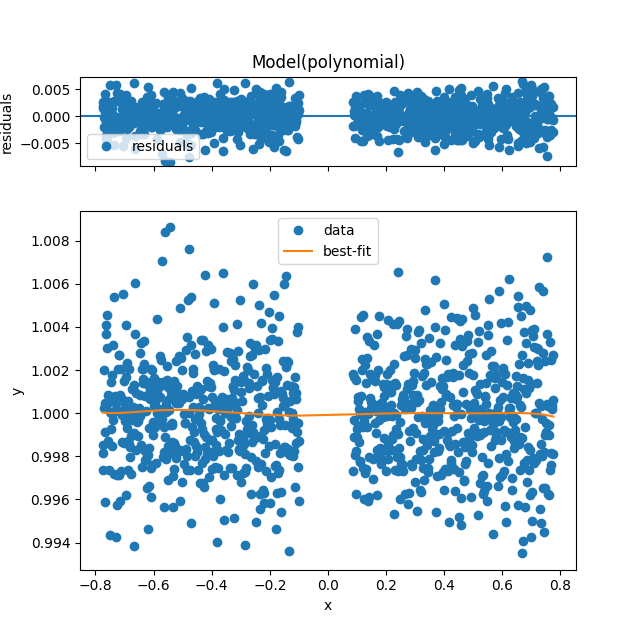 Model(polynomial)
residuals
0.005
0.000
−0.005
residuals
data
best-fit
y
1.008
1.006
1.004
1.002
1.000
0.998
0.996
0.994
−0.8 −0.6 −0.4 −0.2 0.0 0.2 0.4 0.6 0.8
x